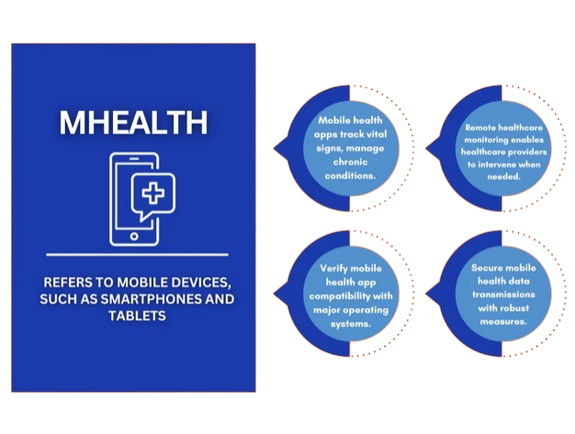 MHEALTH
REFERS TO MOBILE DEVICES,
SUCH AS SMARTPHONES AND
TABLETS
Mobile health
apps track vital
signs, manage
chronic
conditions.
Remote healthcare
monitoring enables
healthcare providers
to intervene when
needed.
Verify mobile
health app
compatibility with
major operating
systems.
Secure mobile
health data
transmissions
with robust
measures.